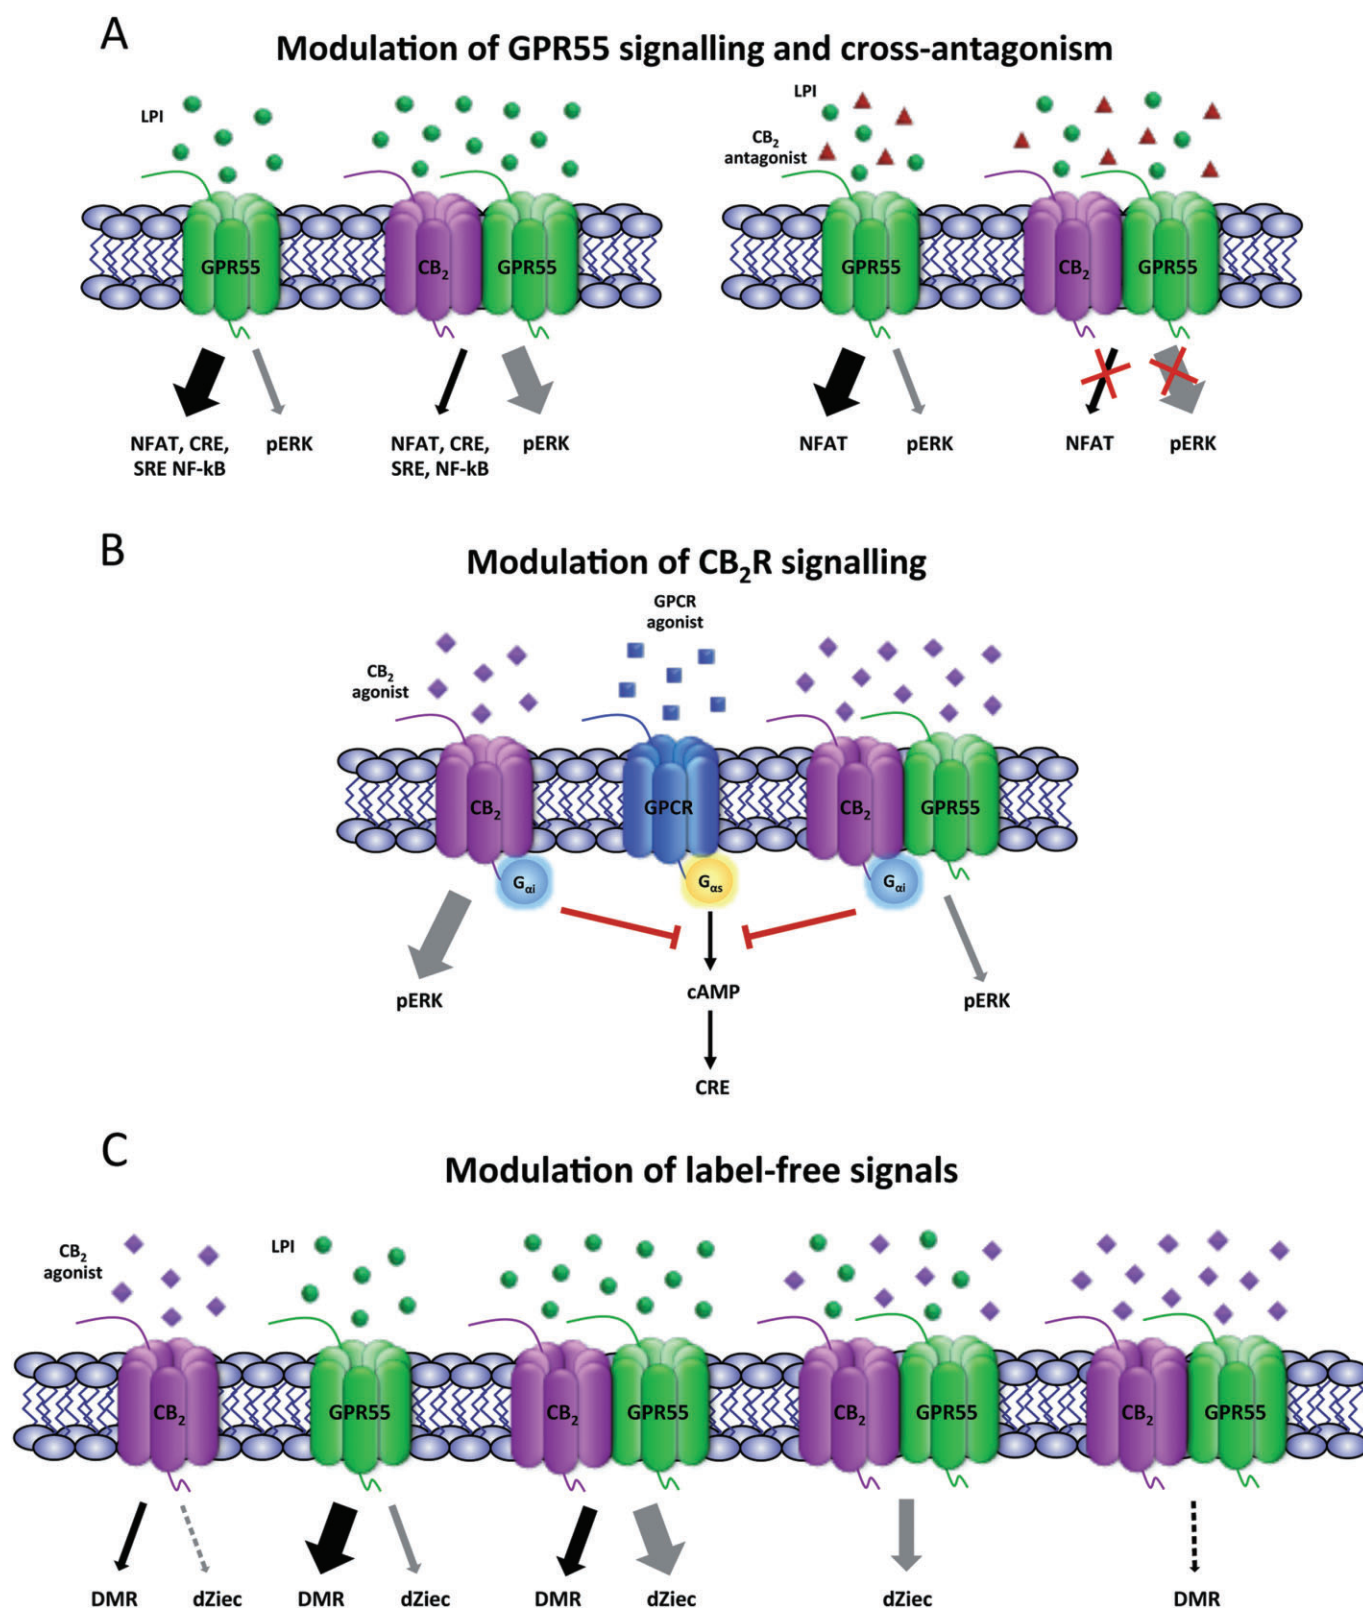 A
Modulation of GPR55 signalling and cross-antagonism
LPI
GPR55
CB₂
GPR55
NFAT, CRE,
SRE NF-kB
pERK
NFAT, CRE,
SRE, NF-kB
pERK
LPI
CB₂
antagonist
GPR55
CB₂
GPR55
NFAT
pERK
NFAT
pERK
B
Modulation of CB₂R signalling
GPCR
agonist
CB₂
agonist
CB₂
GPCR
CB₂
GPR55
Gαi
Gαs
Gαi
pERK
cAMP
pERK
CRE
C
Modulation of label-free signals
CB₂
agonist
LPI
CB₂
GPR55
CB₂
GPR55
CB₂
GPR55
CB₂
GPR55
DMR
dZiec
DMR
dZiec
DMR
dZiec
dZiec
DMR